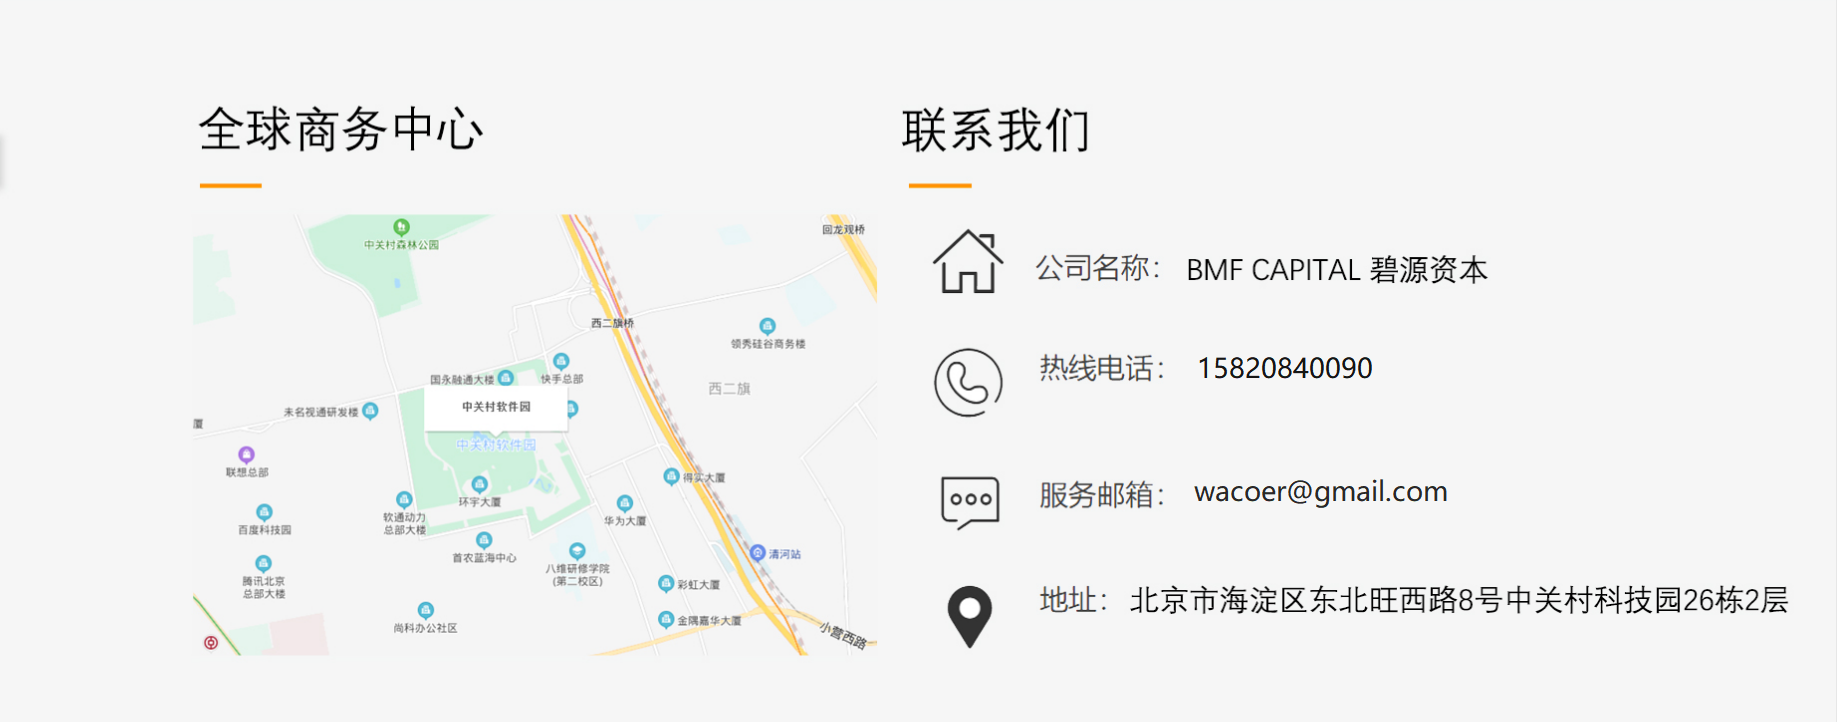 全球商务中心
联系我们
中关村森林公园
回龙观桥
西二旗桥
领秀硅谷商务楼
国永融通大楼
快手总部
西二旗
中关村软件园
未名视通研发楼
厦
中关村软件园
联想总部
得实大厦
环宇大厦
软通动力
总部大楼
华为大厦
百度科技园
首农蓝海中心
清河站
八维研修学院
(第二校区)
腾讯北京
总部大楼
彩虹大厦
尚科办公社区
金隅嘉华大厦
小营西路
公司名称： BMF CAPITAL 碧源资本
热线电话： 15820840090
服务邮箱： wacoer@gmail.com
地址： 北京市海淀区东北旺西路8号中关村科技园26栋2层